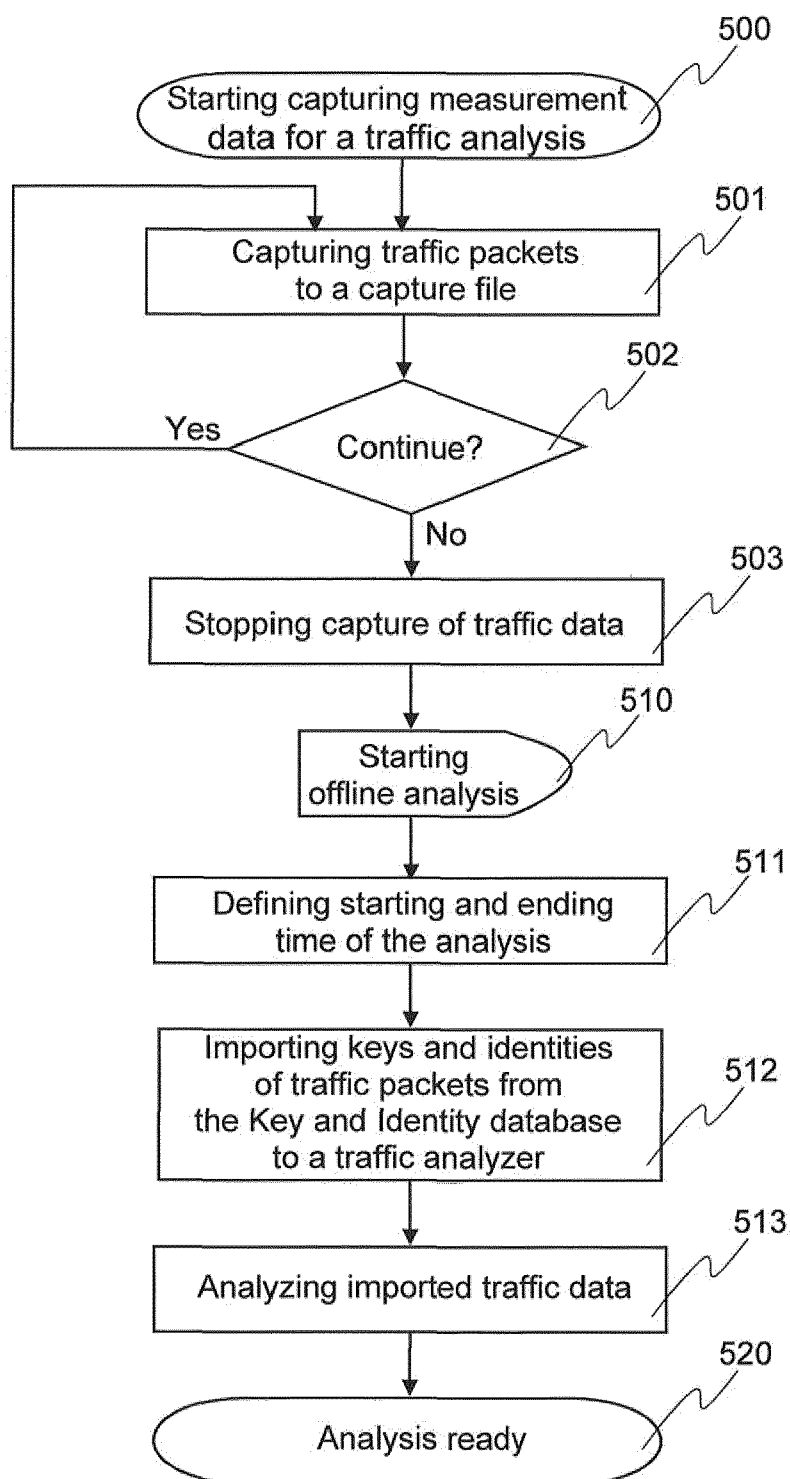 500
Starting capturing measurement
data for a traffic analysis
501
Capturing traffic packets
to a capture file
502
Yes
Continue?
No
503
Stopping capture of traffic data
510
Starting
offline analysis
511
Defining starting and ending
time of the analysis
Importing keys and identities
of traffic packets from
the Key and Identity database
to a traffic analyzer
512
513
Analyzing imported traffic data
520
Analysis ready